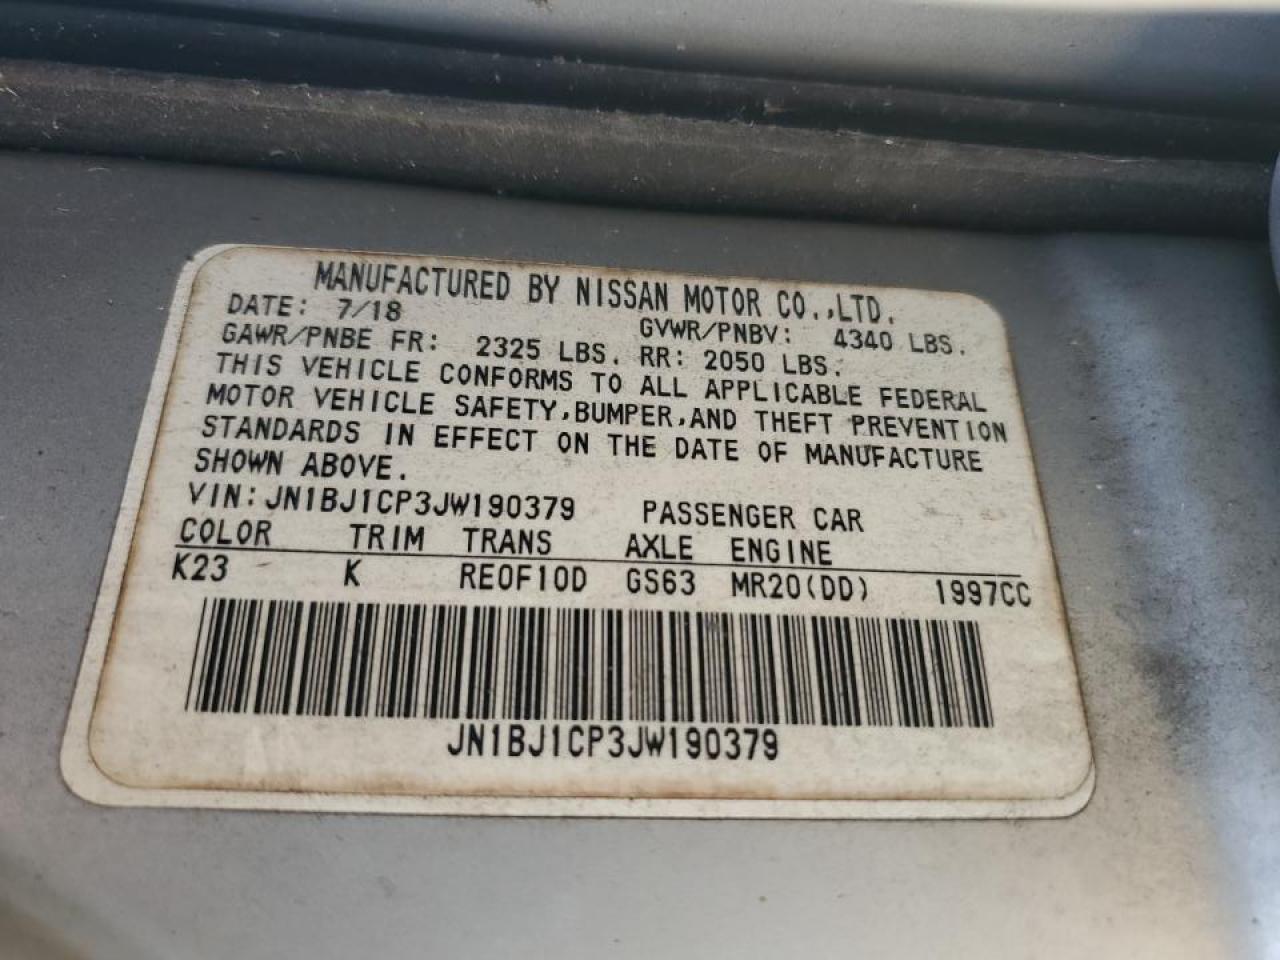 MANUFACTURED BY NISSAN MOTOR CO.,LTD.
DATE: 7/18 GVWR/PNBV: 4340 LBS.
GAWR/PNBE FR: 2325 LBS. RR: 2050 LBS.
THIS VEHICLE CONFORMS TO ALL APPLICABLE FEDERAL
MOTOR VEHICLE SAFETY,BUMPER,AND THEFT PREVENTION
STANDARDS IN EFFECT ON THE DATE OF MANUFACTURE
SHOWN ABOVE.
VIN:JN1BJ1CP3JW190379 PASSENGER CAR
COLOR TRIM TRANS AXLE ENGINE
K23 K RE0F10D GS63 MR20(DD) 1997CC
JN1BJ1CP3JW190379